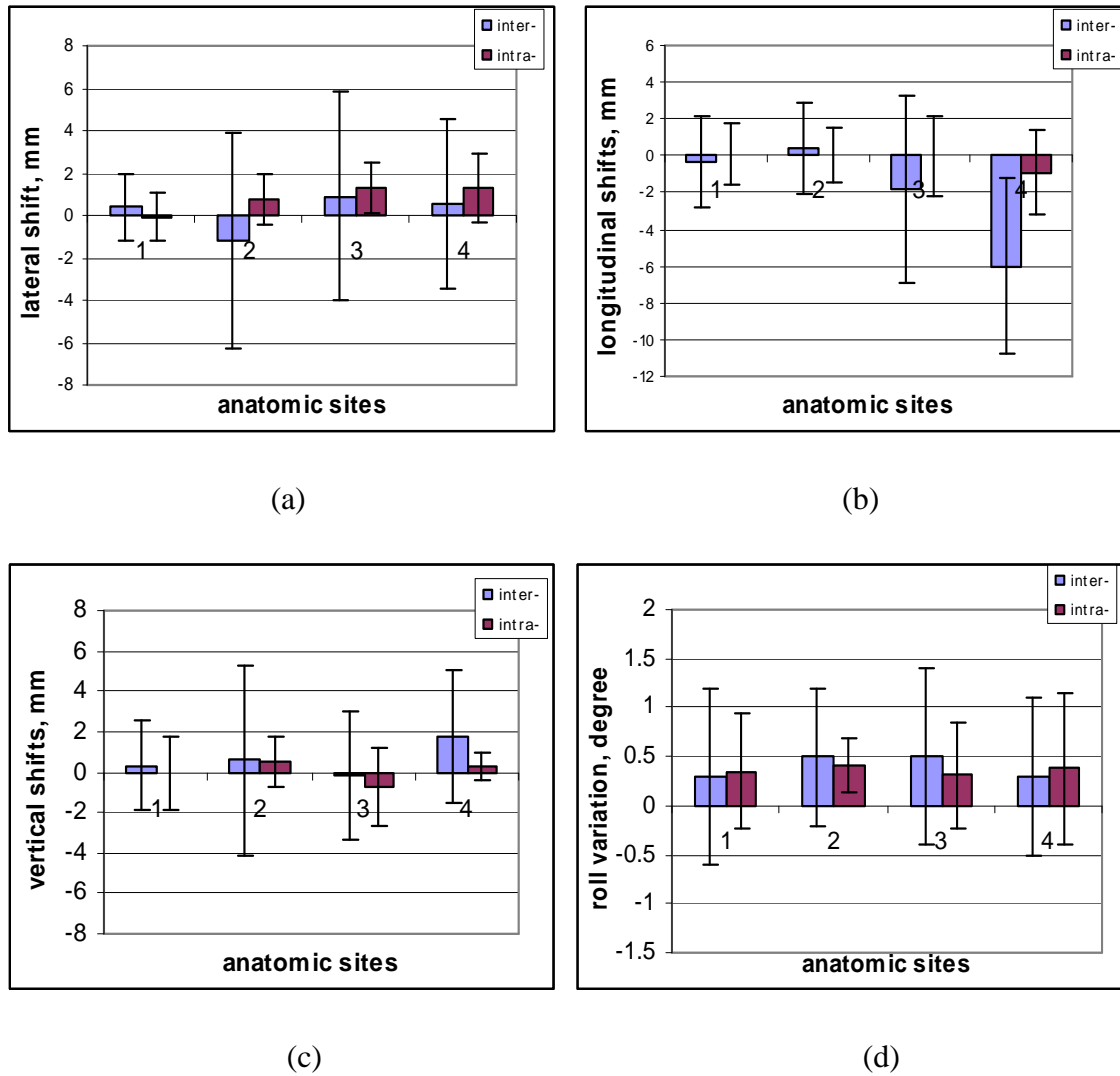 inter-
intra-
8
6
4
2
0
-2
-4
-6
-8
lateral shift, mm
1 2 3 4
anatomic sites
(a)
inter-
intra-
6
4
2
0
-2
-4
-6
-8
-10
-12
longitudinal shifts, mm
1 2 3 4
anatomic sites
(b)
inter-
intra-
8
6
4
2
0
-2
-4
-6
-8
vertical shifts, mm
1 2 3 4
anatomic sites
(c)
inter-
intra-
2
1.5
1
0.5
0
-0.5
-1
-1.5
roll variation, degree
1 2 3 4
anatomic sites
(d)